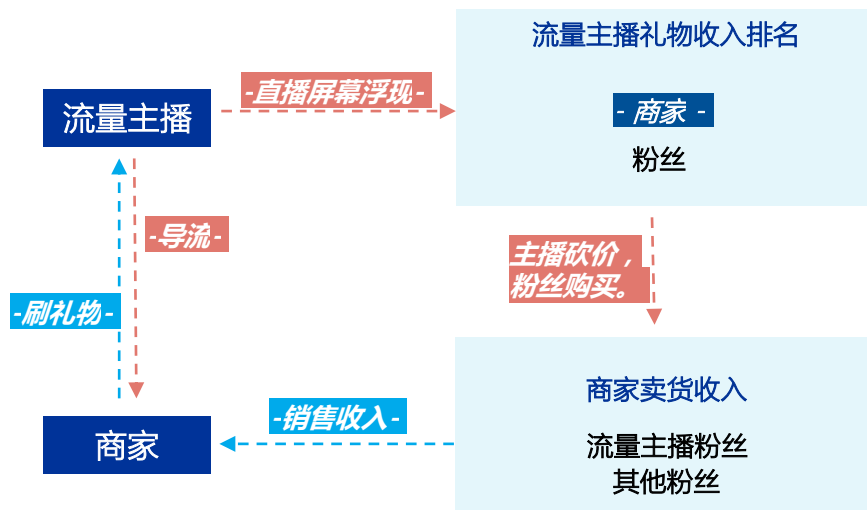 流量主播礼物收入排名
-直播屏幕浮现-
流量主播
- 商家 -
粉丝
-导流-
主播砍价，
粉丝购买。
-刷礼物-
商家卖货收入
-销售收入-
商家
流量主播粉丝
其他粉丝